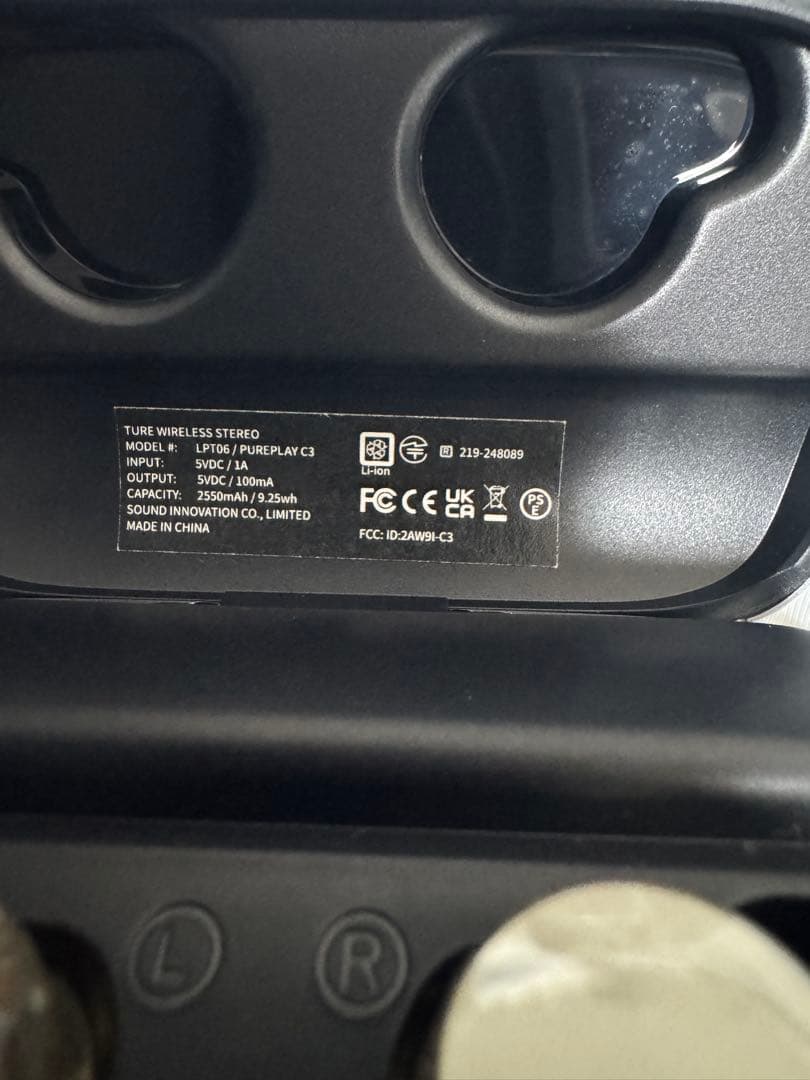 TURE WIRELESS STEREO
MODEL #: LPT06 / PUREPLAY C3
INPUT: 5VDC / 1A
OUTPUT: 5VDC / 100mA
CAPACITY: 2550mAh / 9.25wh
SOUND INNOVATION CO., LIMITED
MADE IN CHINA
Li-ion
R 219-248089
FC CE UK CA PS E
FCC: ID:2AW9I-C3
L R